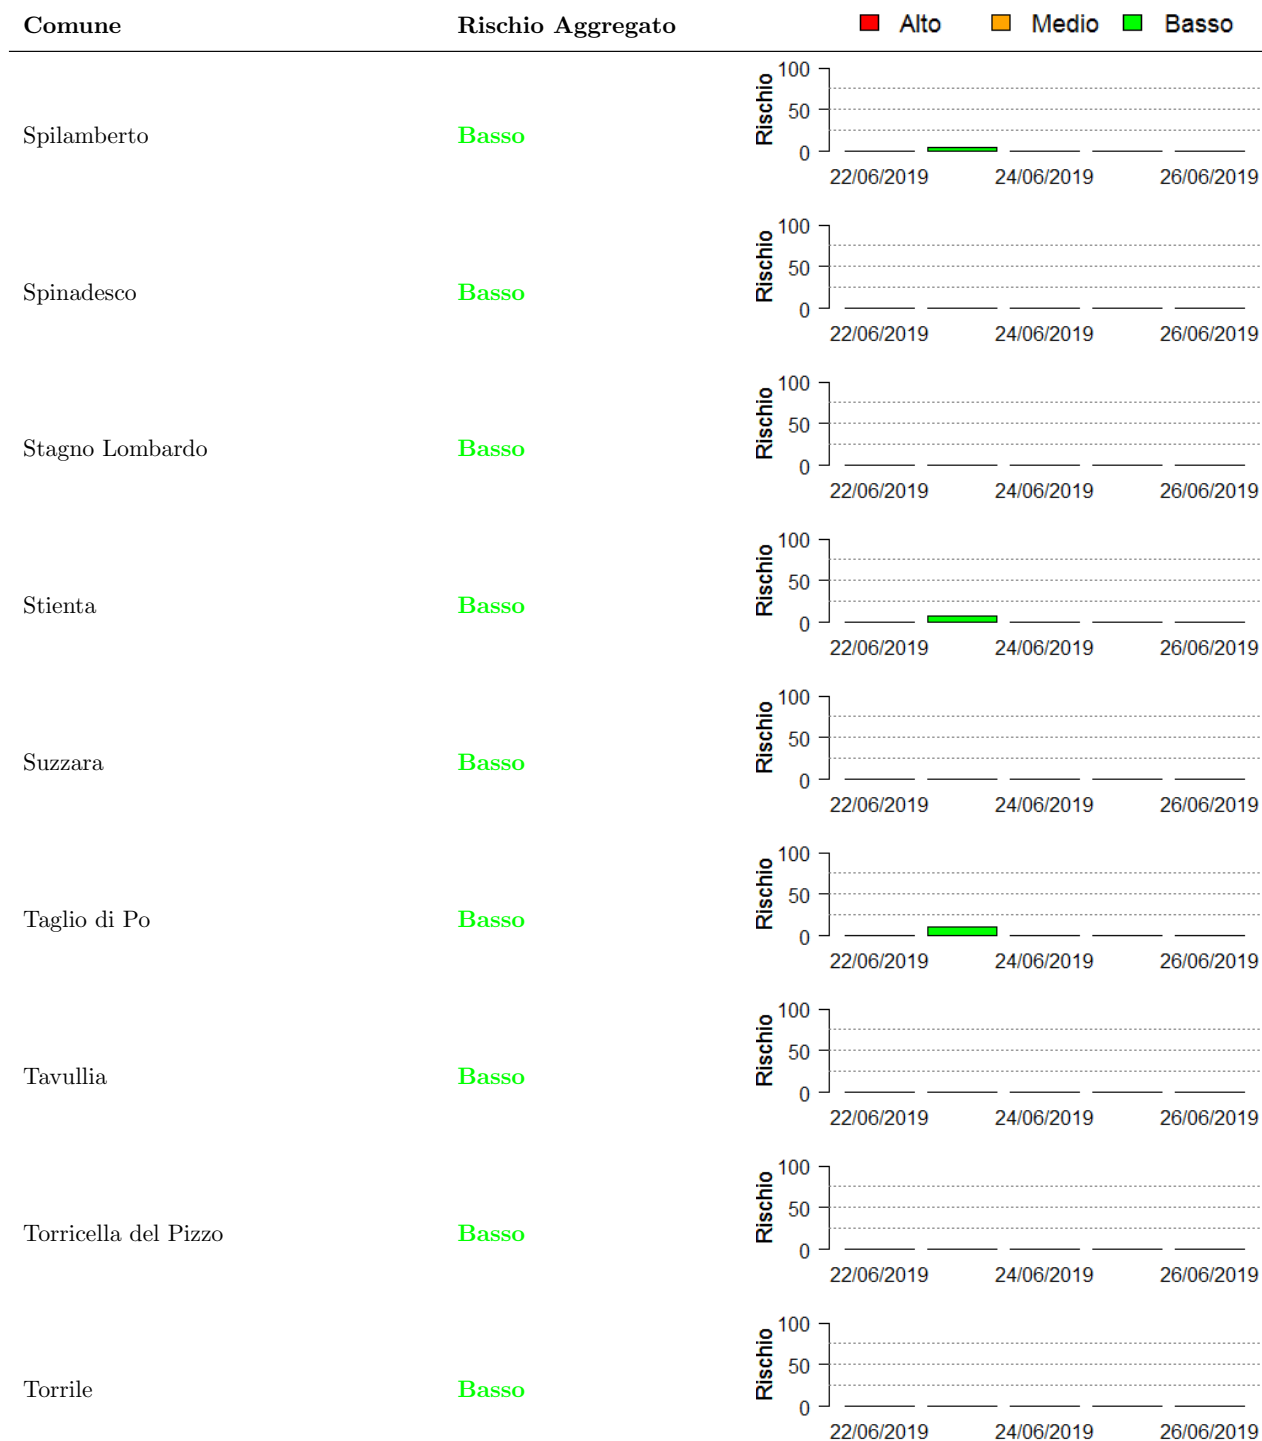 Comune Rischio Aggregato Alto Medio Basso
100
50
0
Rischio
Spilamberto Basso
22/06/2019 24/06/2019 26/06/2019
100
50
0
Rischio
Spinadesco Basso
22/06/2019 24/06/2019 26/06/2019
100
50
0
Rischio
Stagno Lombardo Basso
22/06/2019 24/06/2019 26/06/2019
100
50
0
Rischio
Stienta Basso
22/06/2019 24/06/2019 26/06/2019
100
50
0
Rischio
Suzzara Basso
22/06/2019 24/06/2019 26/06/2019
100
50
0
Rischio
Taglio di Po Basso
22/06/2019 24/06/2019 26/06/2019
100
50
0
Rischio
Tavullia Basso
22/06/2019 24/06/2019 26/06/2019
100
50
0
Rischio
Torricella del Pizzo Basso
22/06/2019 24/06/2019 26/06/2019
100
50
0
Rischio
Torrile Basso
22/06/2019 24/06/2019 26/06/2019